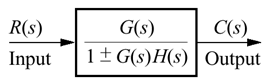 R(s)
Input
G(s)
1 ± G(s)H(s)
C(s)
Output